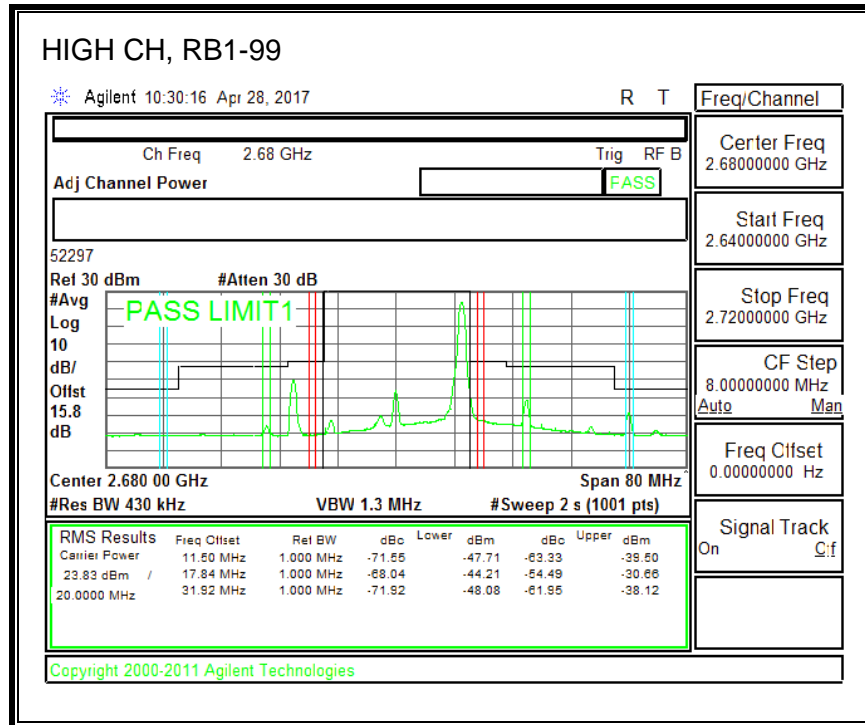 HIGH CH, RB1-99
Agilent 10:30:16 Apr 28, 2017 R T
Freq/Channel
Ch Freq 2.68 GHz Trig RF B
Adj Channel Power PASS
Center Freq
2.68000000 GHz
Start Freq
2.64000000 GHz
Stop Freq
2.72000000 GHz
CF Step
8.00000000 MHz
Auto Man
Freq Offset
0.00000000 Hz
Signal Track
On Off
52297
Ref 30 dBm #Atten 30 dB
#Avg
Log
10
dB/
Offst
15.8
dB
PASS LIMIT1
Center 2.680 00 GHz Span 80 MHz
#Res BW 430 kHz VBW 1.3 MHz #Sweep 2 s (1001 pts)
RMS Results Freq Offset Ref BW dBc Lower dBm dBc Upper dBm
Carrier Power 11.50 MHz 1.000 MHz -71.55 -47.71 -63.33 -39.50
23.83 dBm / 17.84 MHz 1.000 MHz -68.04 -44.21 -54.49 -30.66
20.0000 MHz 31.92 MHz 1.000 MHz -71.92 -48.08 -61.95 -38.12
Copyright 2000-2011 Agilent Technologies